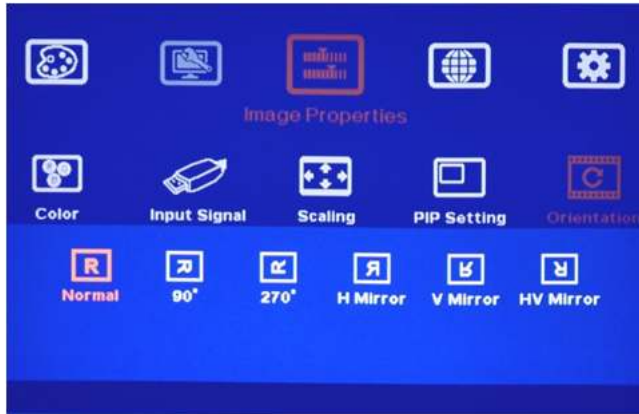 Image Properties
Color Input Signal Scaling PIP Setting Orientation
R
Normal 90° 270° H Mirror V Mirror HV Mirror